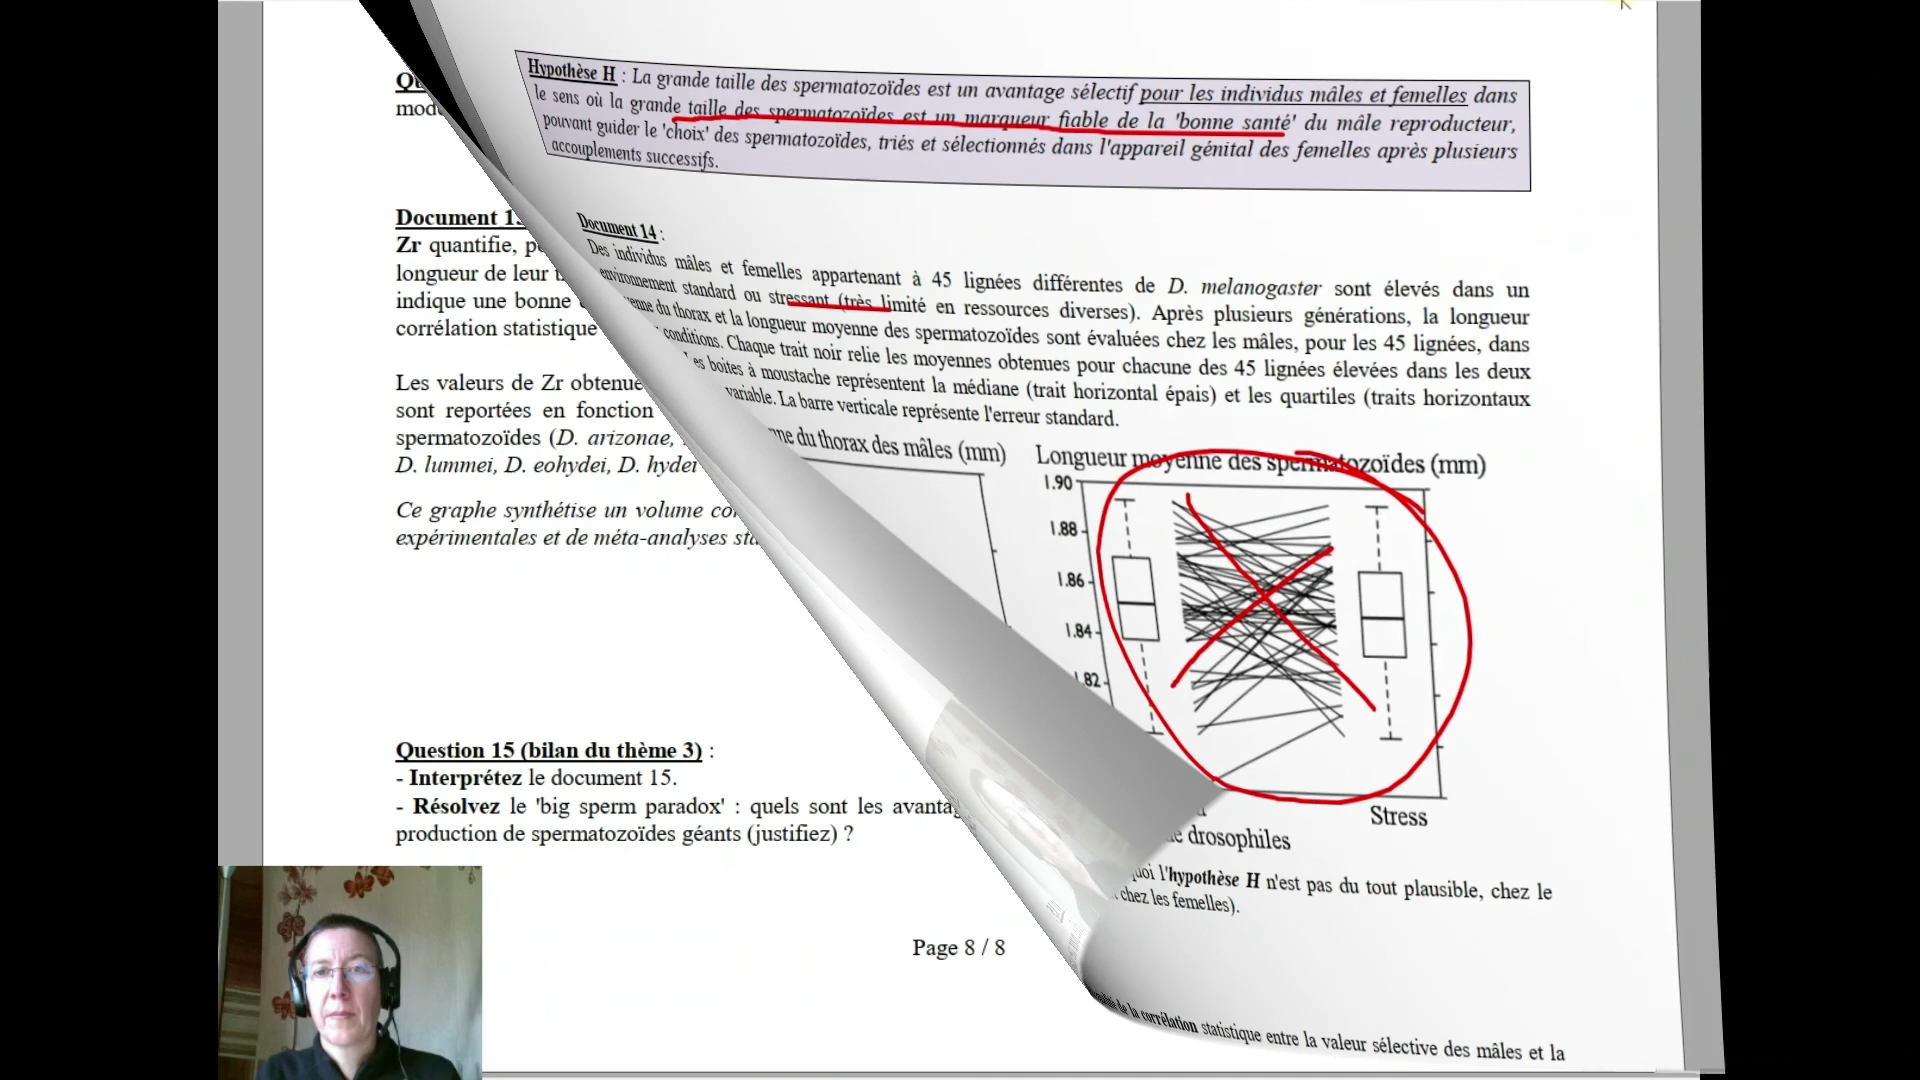 Hypothèse H : La grande taille des spermatozoïdes est un avantage sélectif pour les individus mâles et femelles dans
le sens où la grande taille des spermatozoïdes est un marqueur fiable de la 'bonne santé' du mâle reproducteur,
pouvant guider le 'choix' des spermatozoïdes, triés et sélectionnés dans l'appareil génital des femelles après plusieurs
accouplements successifs.
Document 14 :
Des individus mâles et femelles appartenant à 45 lignées différentes de D. melanogaster sont élevés dans un
environnement standard ou stressant (très limité en ressources diverses). Après plusieurs générations, la longueur
du thorax et la longueur moyenne des spermatozoïdes sont évaluées chez les mâles, pour les 45 lignées, dans
conditions. Chaque trait noir relie les moyennes obtenues pour chacune des 45 lignées élevées dans les deux
boites à moustache représentent la médiane (trait horizontal épais) et les quartiles (traits horizontaux
variable. La barre verticale représente l'erreur standard.
du thorax des mâles (mm)
Longueur moyenne des spermatozoïdes (mm)
1.90
1.88
1.86
1.84
Stress
drosophiles
l'hypothèse H n'est pas du tout plausible, chez le
chez les femelles).
de la corrélation statistique entre la valeur sélective des mâles et la
Document
Zr quantifie,
longueur de leur
indique une bonne
corrélation statistique
Les valeurs de Zr
sont reportées en fonction
spermatozoïdes (D. arizonae,
D. lummei, D. eohydei, D. hydei
Ce graphe synthétise un volume
expérimentales et de méta-analyses
Question 15 (bilan du thème 3) :
- Interprétez le document 15.
- Résolvez le 'big sperm paradox' : quels sont les
production de spermatozoïdes géants (justifiez) ?
Page 8 / 8